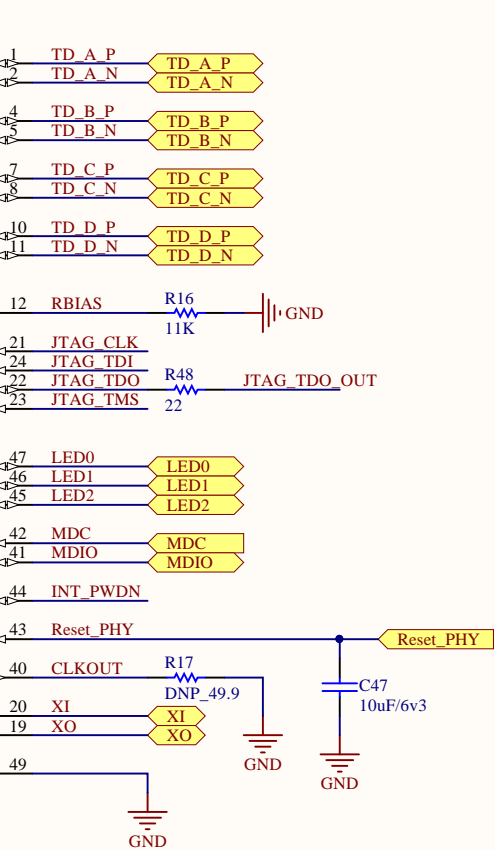 1 TD_A_P TD_A_P
2 TD_A_N TD_A_N
4 TD_B_P TD_B_P
5 TD_B_N TD_B_N
7 TD_C_P TD_C_P
8 TD_C_N TD_C_N
10 TD_D_P TD_D_P
11 TD_D_N TD_D_N
12 RBIAS R16 GND
11K
21 JTAG_CLK
24 JTAG_TDI
22 JTAG_TDO R48 JTAG_TDO_OUT
23 JTAG_TMS 22
47 LED0 LED0
46 LED1 LED1
45 LED2 LED2
42 MDC MDC
41 MDIO MDIO
44 INT_PWDN
43 Reset_PHY Reset_PHY
40 CLKOUT R17
DNP_49.9
C47
10uF/6v3
20 XI XI
19 XO XO
GND
49
GND
GND